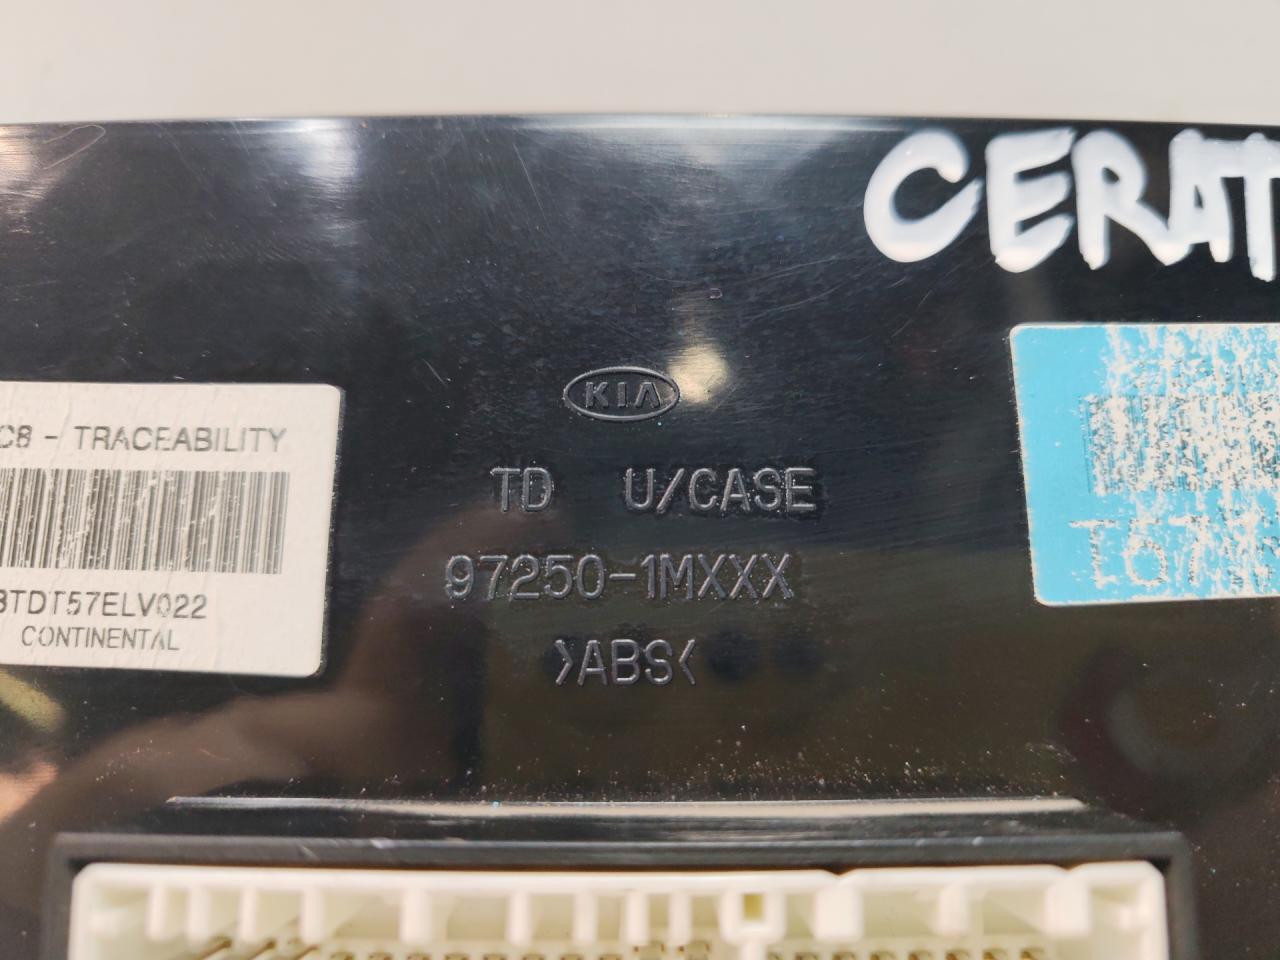 CERAT
KIA
C8 - TRACEABILITY
TD U/CASE
97250-1MXXX
>ABS<
3TDT57ELV022
CONTINENTAL